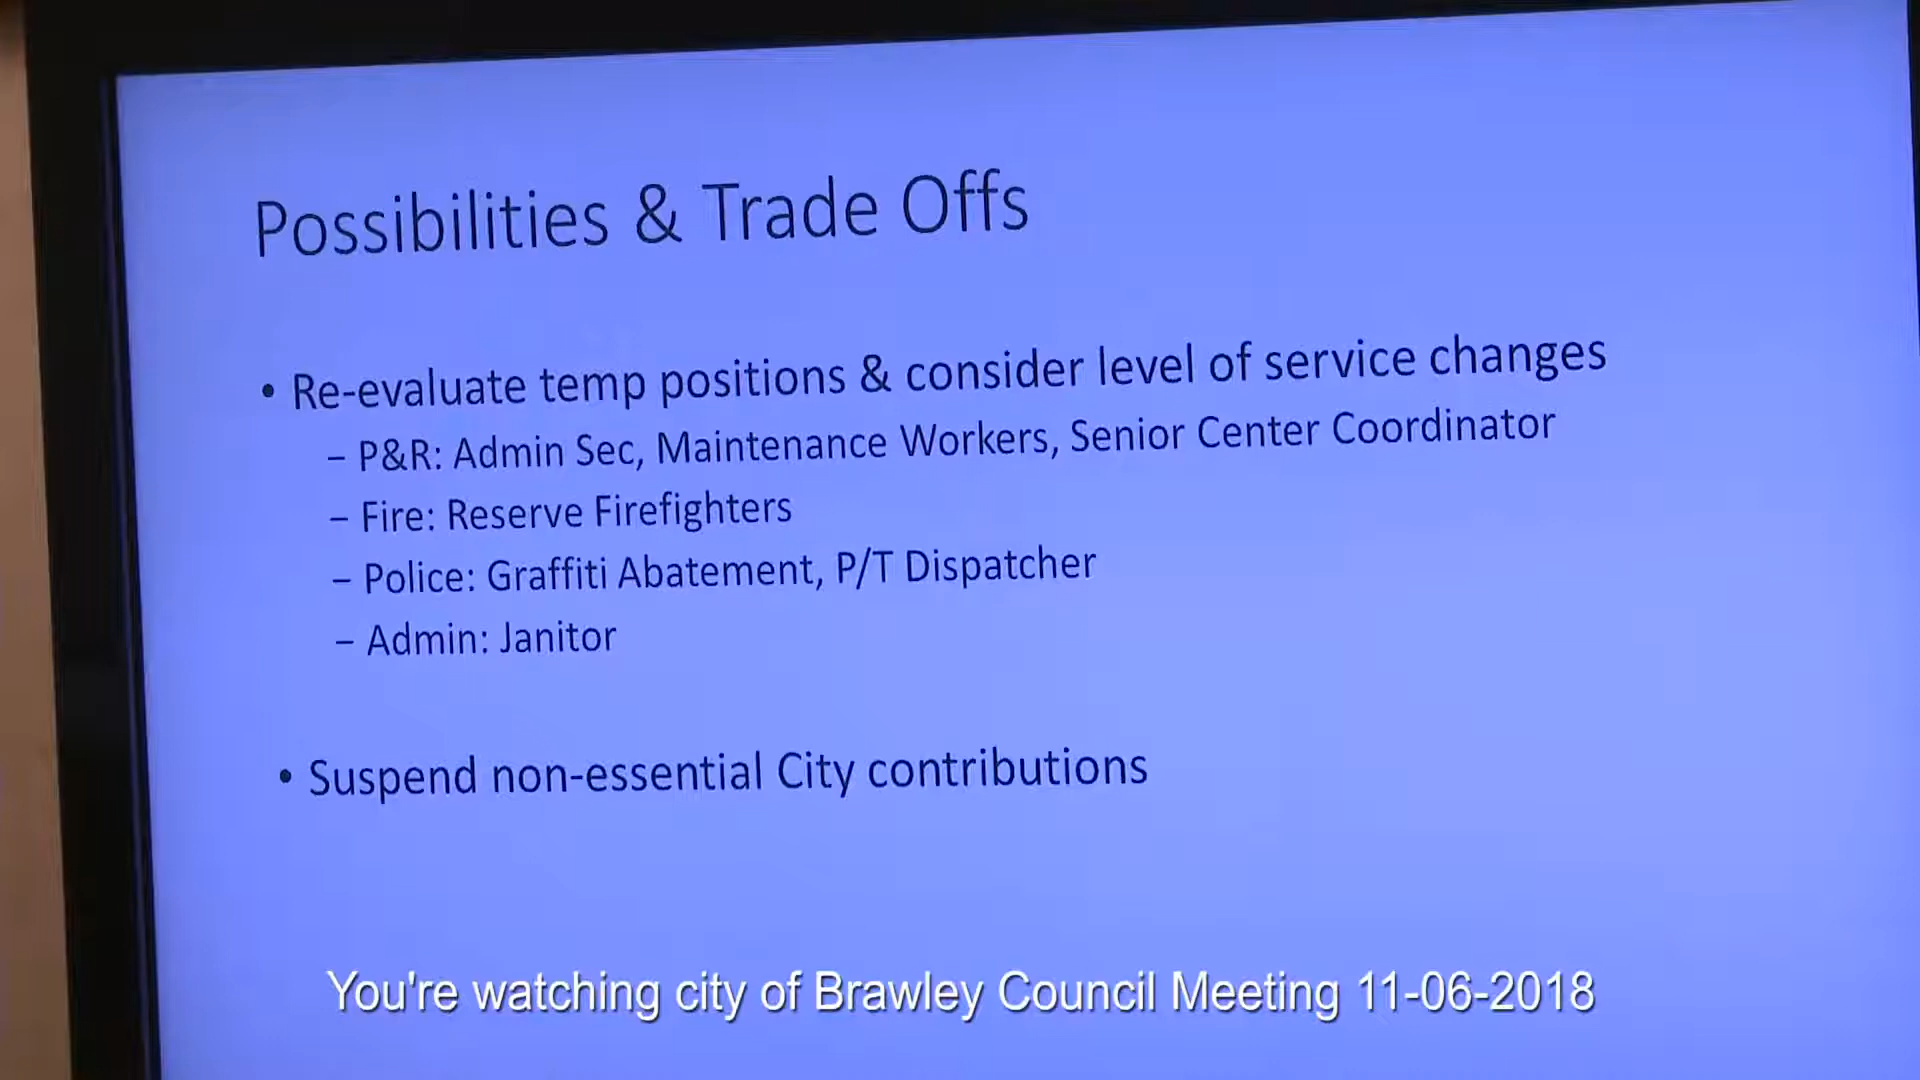 Possibilities & Trade Offs
• Re-evaluate temp positions & consider level of service changes
– P&R: Admin Sec, Maintenance Workers, Senior Center Coordinator
– Fire: Reserve Firefighters
– Police: Graffiti Abatement, P/T Dispatcher
– Admin: Janitor
• Suspend non-essential City contributions
You're watching city of Brawley Council Meeting 11-06-2018